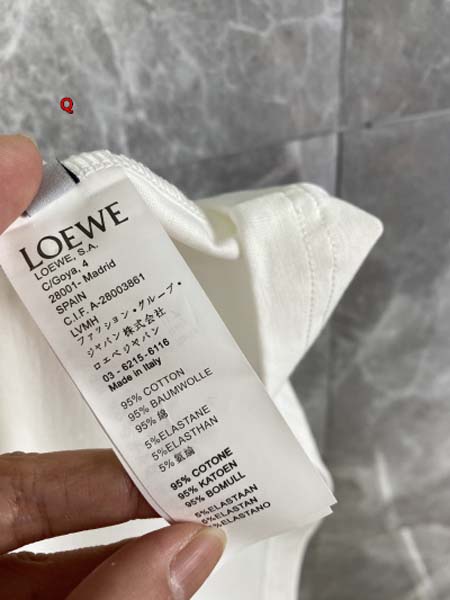 Q
LOEWE
LOEWE, S.A.
C/Goya, 4
28001- Madrid
SPAIN
C.I.F. A-28003861
LVMH
ファッション・グループ・
ジャパン株式会社
ロエベジャパン
03 - 6215-6116
Made in Italy
95% COTTON
95% BAUMWOLLE
95% 綿
5%ELASTANE
5%ELASTHAN
5% 氨綸
95% COTONE
95% KATOEN
95% BOMULL
5%ELASTAAN
5%ELASTAN
ELASTANO